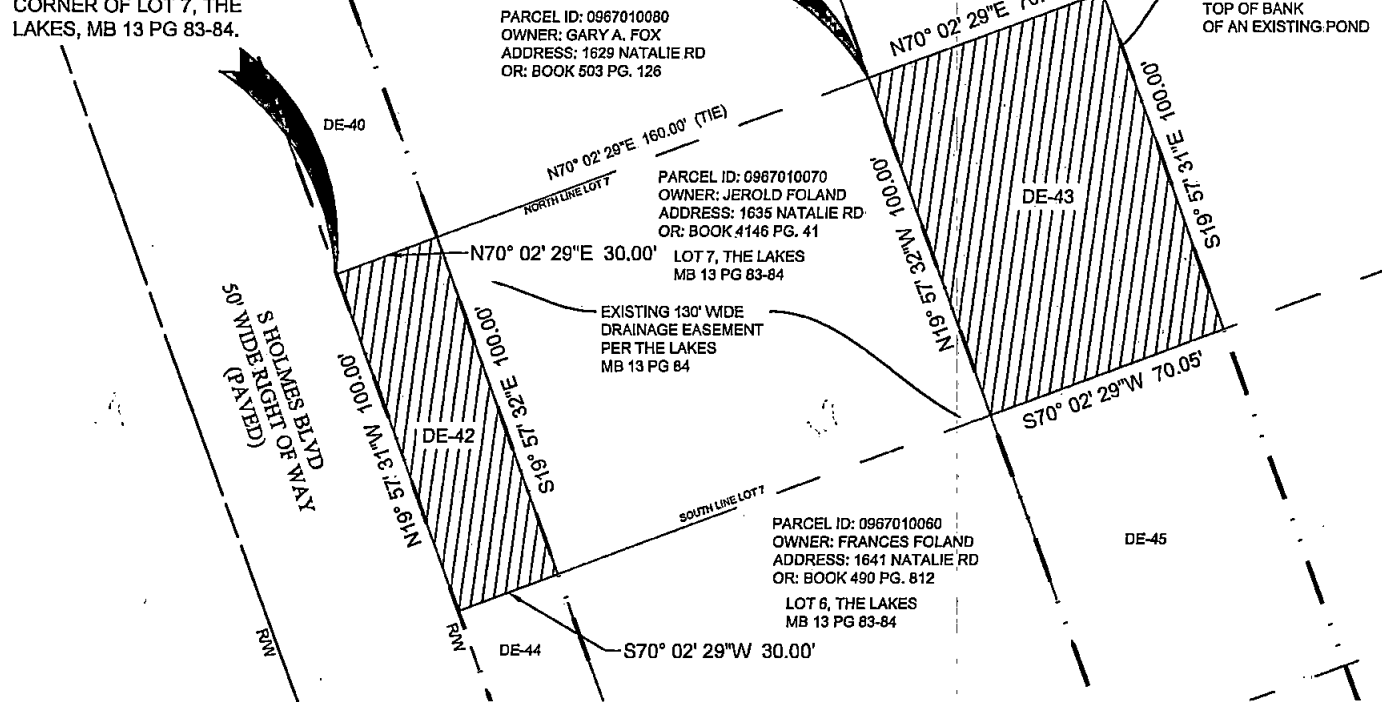 CORNER OF LOT 7, THE
LAKES, MB 13 PG 83-84.
PARCEL ID: 0967010080
OWNER: GARY A. FOX
ADDRESS: 1629 NATALIE RD
OR: BOOK 503 PG. 126
N70° 02' 29"E 70.
TOP OF BANK
OF AN EXISTING POND
DE-40
N70° 02' 29"E 160.00' (TIE)
NORTH LINE LOT 7
PARCEL ID: 0967010070
OWNER: JEROLD FOLAND
ADDRESS: 1635 NATALIE RD
OR: BOOK 4146 PG. 41
LOT 7, THE LAKES
MB 13 PG 83-84
N19° 57' 32"W 100.00'
DE-43
S19° 57' 31"E 100.00'
N70° 02' 29"E 30.00'
EXISTING 130' WIDE
DRAINAGE EASEMENT
PER THE LAKES
MB 13 PG 84
S HOLMES BLVD
50' WIDE RIGHT OF WAY
(PAVED)
N19° 57' 31"W 100.00'
DE-42
S19° 57' 32"E 100.00'
S70° 02' 29"W 70.05'
SOUTH LINE LOT 7
PARCEL ID: 0967010060
OWNER: FRANCES FOLAND
ADDRESS: 1641 NATALIE RD
OR: BOOK 490 PG. 812
LOT 6, THE LAKES
MB 13 PG 83-84
DE-45
R/W
R/W
DE-44
S70° 02' 29"W 30.00'